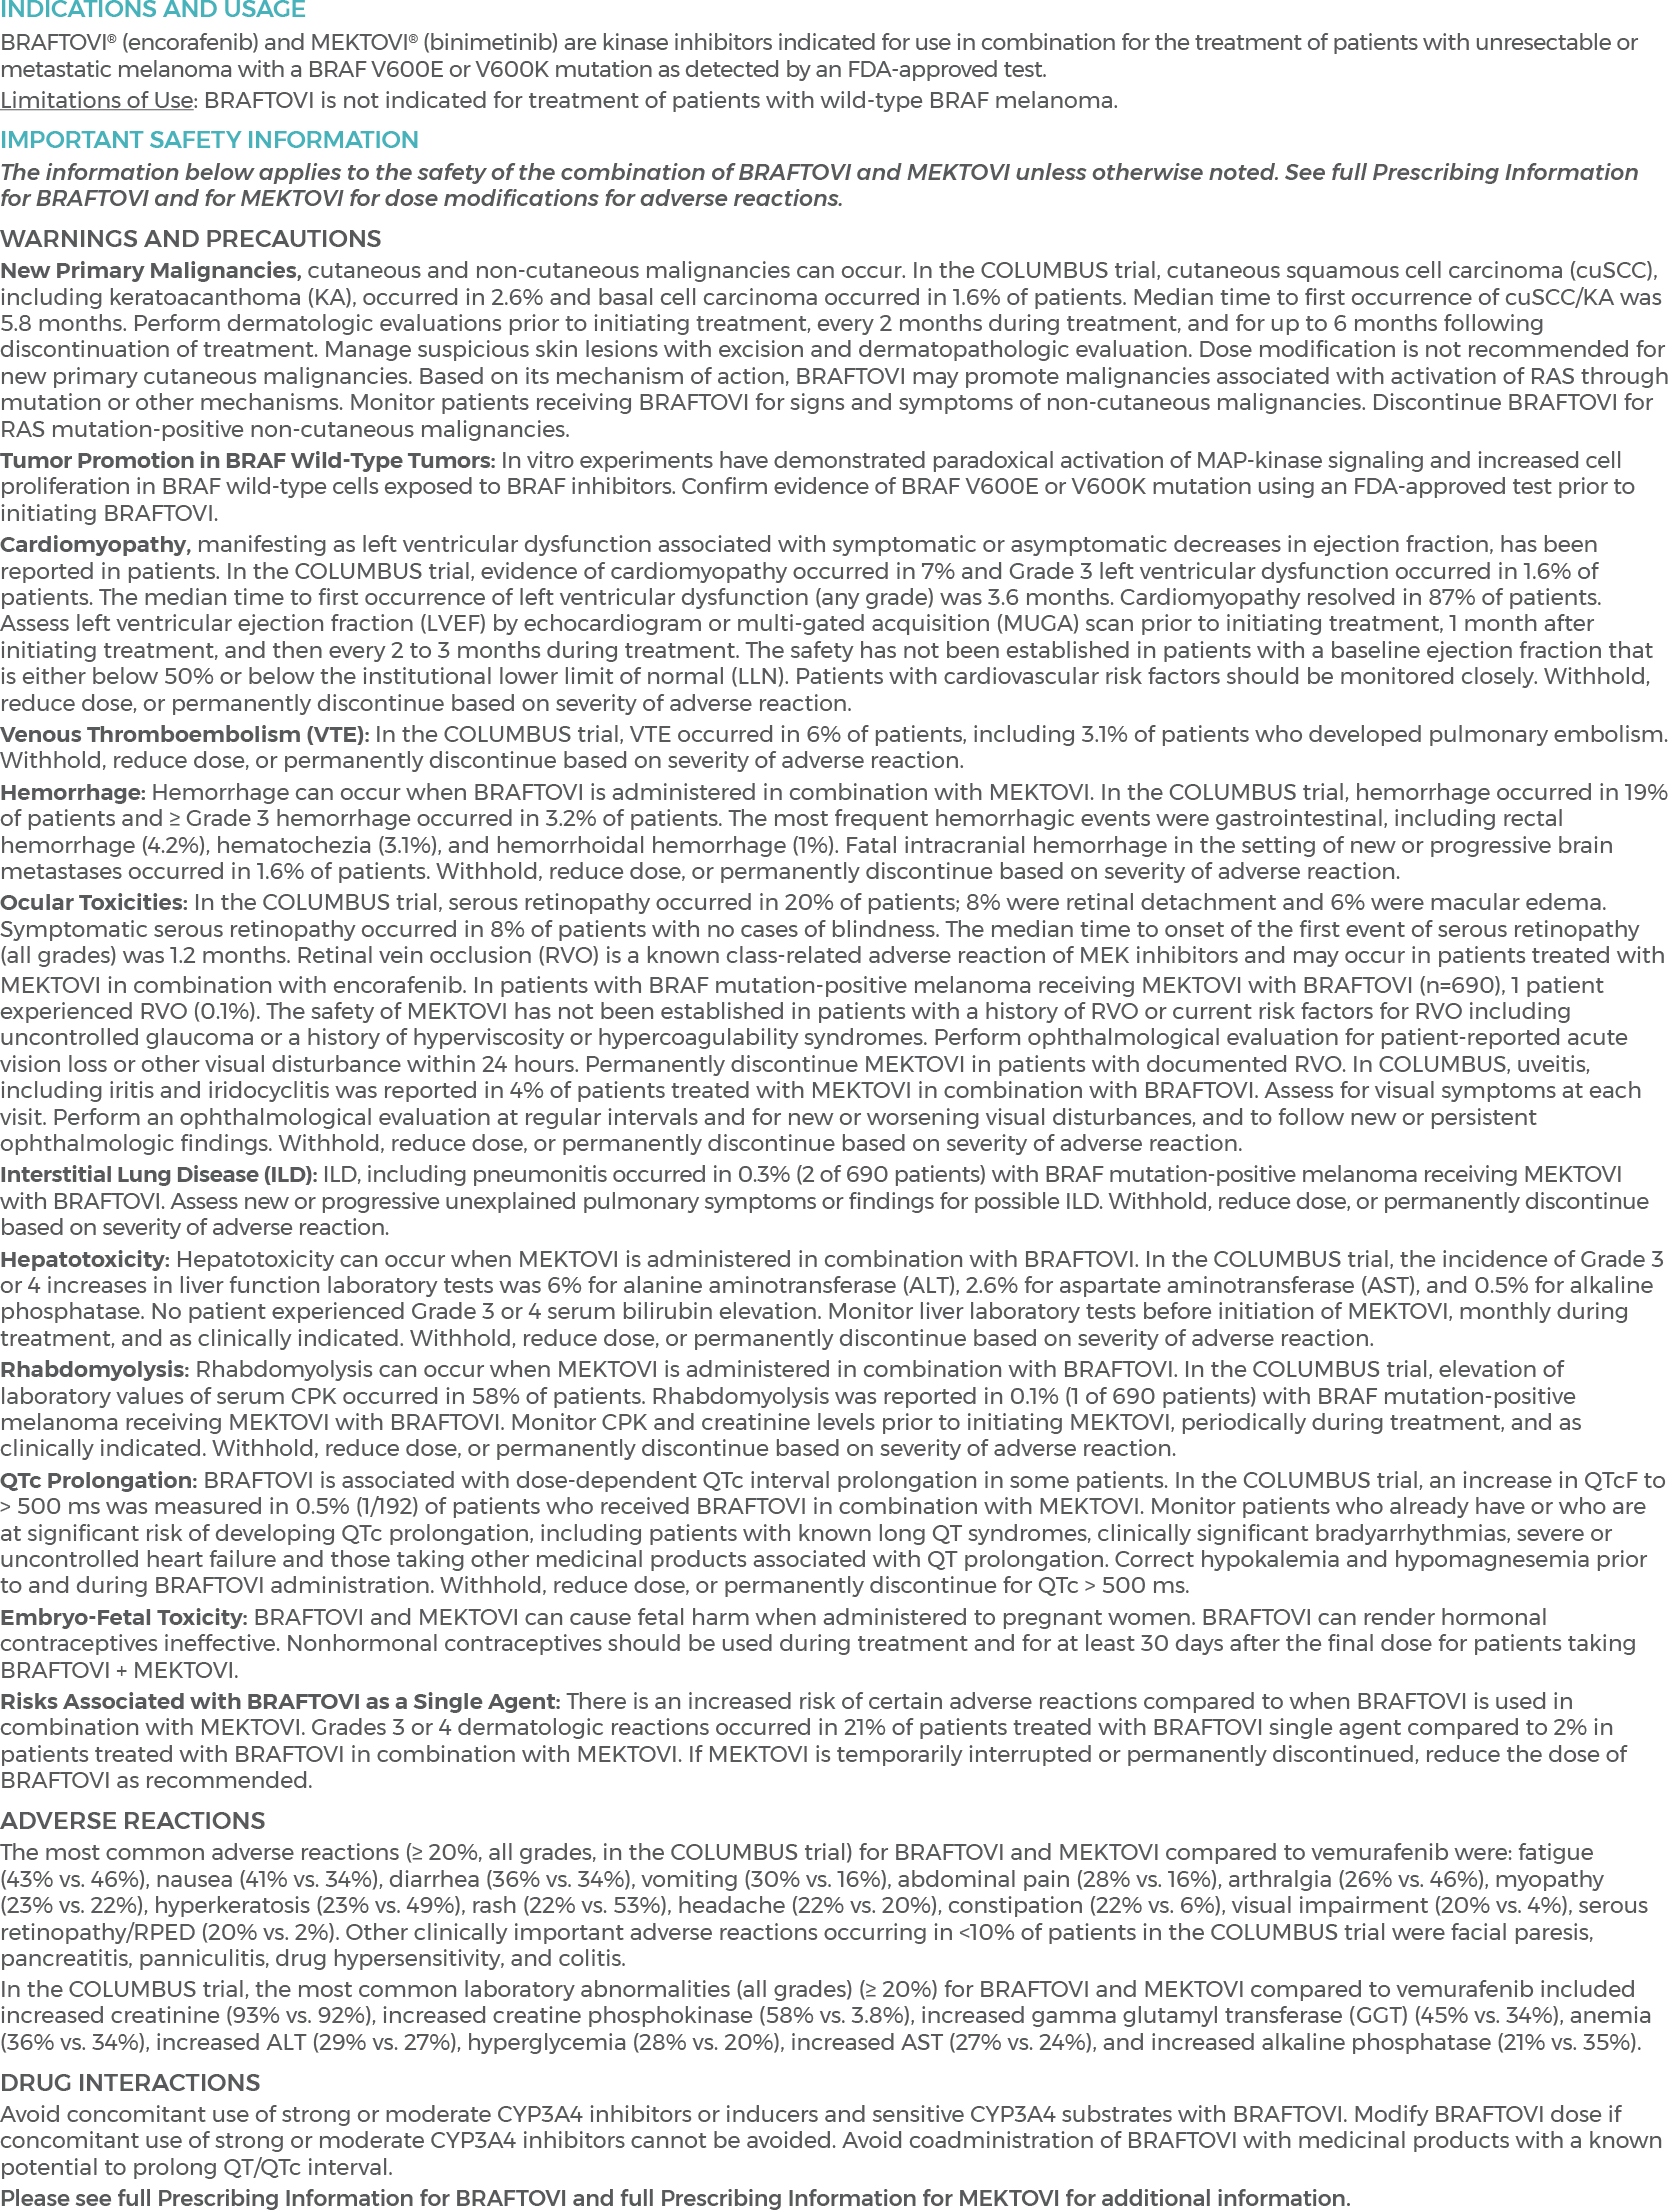 INDICATIONS AND USAGE
BRAFTOVI® (encorafenib) and MEKTOVI® (binimetinib) are kinase inhibitors indicated for use in combination for the treatment of patients with unresectable or
metastatic melanoma with a BRAF V600E or V600K mutation as detected by an FDA-approved test.
Limitations of Use: BRAFTOVI is not indicated for treatment of patients with wild-type BRAF melanoma.
IMPORTANT SAFETY INFORMATION
The information below applies to the safety of the combination of BRAFTOVI and MEKTOVI unless otherwise noted. See full Prescribing Information
for BRAFTOVI and for MEKTOVI for dose modifications for adverse reactions.
WARNINGS AND PRECAUTIONS
New Primary Malignancies, cutaneous and non-cutaneous malignancies can occur. In the COLUMBUS trial, cutaneous squamous cell carcinoma (cuSCC),
including keratoacanthoma (KA), occurred in 2.6% and basal cell carcinoma occurred in 1.6% of patients. Median time to first occurrence of cuSCC/KA was
5.8 months. Perform dermatologic evaluations prior to initiating treatment, every 2 months during treatment, and for up to 6 months following
discontinuation of treatment. Manage suspicious skin lesions with excision and dermatopathologic evaluation. Dose modification is not recommended for
new primary cutaneous malignancies. Based on its mechanism of action, BRAFTOVI may promote malignancies associated with activation of RAS through
mutation or other mechanisms. Monitor patients receiving BRAFTOVI for signs and symptoms of non-cutaneous malignancies. Discontinue BRAFTOVI for
RAS mutation-positive non-cutaneous malignancies.
Tumor Promotion in BRAF Wild-Type Tumors: In vitro experiments have demonstrated paradoxical activation of MAP-kinase signaling and increased cell
proliferation in BRAF wild-type cells exposed to BRAF inhibitors. Confirm evidence of BRAF V600E or V600K mutation using an FDA-approved test prior to
initiating BRAFTOVI.
Cardiomyopathy, manifesting as left ventricular dysfunction associated with symptomatic or asymptomatic decreases in ejection fraction, has been
reported in patients. In the COLUMBUS trial, evidence of cardiomyopathy occurred in 7% and Grade 3 left ventricular dysfunction occurred in 1.6% of
patients. The median time to first occurrence of left ventricular dysfunction (any grade) was 3.6 months. Cardiomyopathy resolved in 87% of patients.
Assess left ventricular ejection fraction (LVEF) by echocardiogram or multi-gated acquisition (MUGA) scan prior to initiating treatment, 1 month after
initiating treatment, and then every 2 to 3 months during treatment. The safety has not been established in patients with a baseline ejection fraction that
is either below 50% or below the institutional lower limit of normal (LLN). Patients with cardiovascular risk factors should be monitored closely. Withhold,
reduce dose, or permanently discontinue based on severity of adverse reaction.
Venous Thromboembolism (VTE): In the COLUMBUS trial, VTE occurred in 6% of patients, including 3.1% of patients who developed pulmonary embolism.
Withhold, reduce dose, or permanently discontinue based on severity of adverse reaction.
Hemorrhage: Hemorrhage can occur when BRAFTOVI is administered in combination with MEKTOVI. In the COLUMBUS trial, hemorrhage occurred in 19%
of patients and ≥ Grade 3 hemorrhage occurred in 3.2% of patients. The most frequent hemorrhagic events were gastrointestinal, including rectal
hemorrhage (4.2%), hematochezia (3.1%), and hemorrhoidal hemorrhage (1%). Fatal intracranial hemorrhage in the setting of new or progressive brain
metastases occurred in 1.6% of patients. Withhold, reduce dose, or permanently discontinue based on severity of adverse reaction.
Ocular Toxicities: In the COLUMBUS trial, serous retinopathy occurred in 20% of patients; 8% were retinal detachment and 6% were macular edema.
Symptomatic serous retinopathy occurred in 8% of patients with no cases of blindness. The median time to onset of the first event of serous retinopathy
(all grades) was 1.2 months. Retinal vein occlusion (RVO) is a known class-related adverse reaction of MEK inhibitors and may occur in patients treated with
MEKTOVI in combination with encorafenib. In patients with BRAF mutation-positive melanoma receiving MEKTOVI with BRAFTOVI (n=690), 1 patient
experienced RVO (0.1%). The safety of MEKTOVI has not been established in patients with a history of RVO or current risk factors for RVO including
uncontrolled glaucoma or a history of hyperviscosity or hypercoagulability syndromes. Perform ophthalmological evaluation for patient-reported acute
vision loss or other visual disturbance within 24 hours. Permanently discontinue MEKTOVI in patients with documented RVO. In COLUMBUS, uveitis,
including iritis and iridocyclitis was reported in 4% of patients treated with MEKTOVI in combination with BRAFTOVI. Assess for visual symptoms at each
visit. Perform an ophthalmological evaluation at regular intervals and for new or worsening visual disturbances, and to follow new or persistent
ophthalmologic findings. Withhold, reduce dose, or permanently discontinue based on severity of adverse reaction.
Interstitial Lung Disease (ILD): ILD, including pneumonitis occurred in 0.3% (2 of 690 patients) with BRAF mutation-positive melanoma receiving MEKTOVI
with BRAFTOVI. Assess new or progressive unexplained pulmonary symptoms or findings for possible ILD. Withhold, reduce dose, or permanently discontinue
based on severity of adverse reaction.
Hepatotoxicity: Hepatotoxicity can occur when MEKTOVI is administered in combination with BRAFTOVI. In the COLUMBUS trial, the incidence of Grade 3
or 4 increases in liver function laboratory tests was 6% for alanine aminotransferase (ALT), 2.6% for aspartate aminotransferase (AST), and 0.5% for alkaline
phosphatase. No patient experienced Grade 3 or 4 serum bilirubin elevation. Monitor liver laboratory tests before initiation of MEKTOVI, monthly during
treatment, and as clinically indicated. Withhold, reduce dose, or permanently discontinue based on severity of adverse reaction.
Rhabdomyolysis: Rhabdomyolysis can occur when MEKTOVI is administered in combination with BRAFTOVI. In the COLUMBUS trial, elevation of
laboratory values of serum CPK occurred in 58% of patients. Rhabdomyolysis was reported in 0.1% (1 of 690 patients) with BRAF mutation-positive
melanoma receiving MEKTOVI with BRAFTOVI. Monitor CPK and creatinine levels prior to initiating MEKTOVI, periodically during treatment, and as
clinically indicated. Withhold, reduce dose, or permanently discontinue based on severity of adverse reaction.
QTc Prolongation: BRAFTOVI is associated with dose-dependent QTc interval prolongation in some patients. In the COLUMBUS trial, an increase in QTcF to
> 500 ms was measured in 0.5% (1/192) of patients who received BRAFTOVI in combination with MEKTOVI. Monitor patients who already have or who are
at significant risk of developing QTc prolongation, including patients with known long QT syndromes, clinically significant bradyarrhythmias, severe or
uncontrolled heart failure and those taking other medicinal products associated with QT prolongation. Correct hypokalemia and hypomagnesemia prior
to and during BRAFTOVI administration. Withhold, reduce dose, or permanently discontinue for QTc > 500 ms.
Embryo-Fetal Toxicity: BRAFTOVI and MEKTOVI can cause fetal harm when administered to pregnant women. BRAFTOVI can render hormonal
contraceptives ineffective. Nonhormonal contraceptives should be used during treatment and for at least 30 days after the final dose for patients taking
BRAFTOVI + MEKTOVI.
Risks Associated with BRAFTOVI as a Single Agent: There is an increased risk of certain adverse reactions compared to when BRAFTOVI is used in
combination with MEKTOVI. Grades 3 or 4 dermatologic reactions occurred in 21% of patients treated with BRAFTOVI single agent compared to 2% in
patients treated with BRAFTOVI in combination with MEKTOVI. If MEKTOVI is temporarily interrupted or permanently discontinued, reduce the dose of
BRAFTOVI as recommended.
ADVERSE REACTIONS
The most common adverse reactions (≥ 20%, all grades, in the COLUMBUS trial) for BRAFTOVI and MEKTOVI compared to vemurafenib were: fatigue
(43% vs. 46%), nausea (41% vs. 34%), diarrhea (36% vs. 34%), vomiting (30% vs. 16%), abdominal pain (28% vs. 16%), arthralgia (26% vs. 46%), myopathy
(23% vs. 22%), hyperkeratosis (23% vs. 49%), rash (22% vs. 53%), headache (22% vs. 20%), constipation (22% vs. 6%), visual impairment (20% vs. 4%), serous
retinopathy/RPED (20% vs. 2%). Other clinically important adverse reactions occurring in <10% of patients in the COLUMBUS trial were facial paresis,
pancreatitis, panniculitis, drug hypersensitivity, and colitis.
In the COLUMBUS trial, the most common laboratory abnormalities (all grades) (≥ 20%) for BRAFTOVI and MEKTOVI compared to vemurafenib included
increased creatinine (93% vs. 92%), increased creatine phosphokinase (58% vs. 3.8%), increased gamma glutamyl transferase (GGT) (45% vs. 34%), anemia
(36% vs. 34%), increased ALT (29% vs. 27%), hyperglycemia (28% vs. 20%), increased AST (27% vs. 24%), and increased alkaline phosphatase (21% vs. 35%).
DRUG INTERACTIONS
Avoid concomitant use of strong or moderate CYP3A4 inhibitors or inducers and sensitive CYP3A4 substrates with BRAFTOVI. Modify BRAFTOVI dose if
concomitant use of strong or moderate CYP3A4 inhibitors cannot be avoided. Avoid coadministration of BRAFTOVI with medicinal products with a known
potential to prolong QT/QTc interval.
Please see full Prescribing Information for BRAFTOVI and full Prescribing Information for MEKTOVI for additional information.